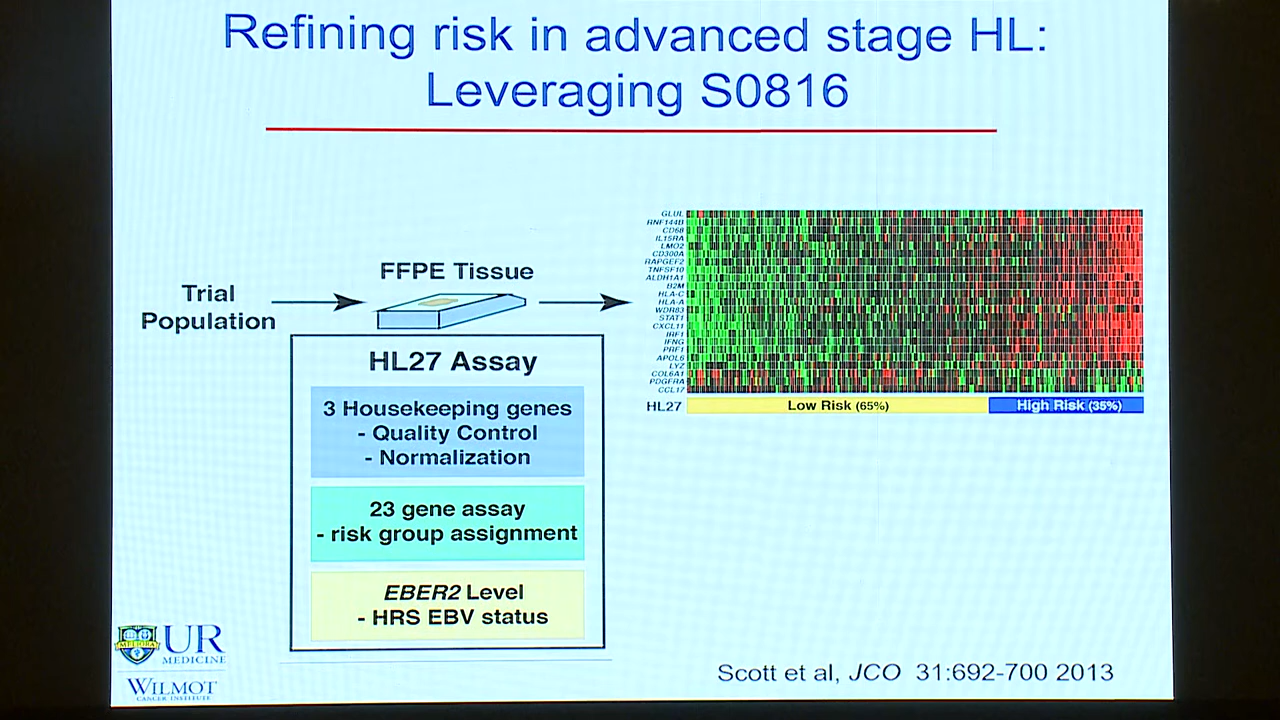 Refining risk in advanced stage HL:
Leveraging S0816
FFPE Tissue
Trial
Population
HL27 Assay
3 Housekeeping genes
- Quality Control
- Normalization
23 gene assay
- risk group assignment
EBER2 Level
- HRS EBV status
GLUL
RNF144B
CD68
IL15RA
LMO2
CD300A
RAPGEF2
TNFSF10
ALDH1A1
B2M
HLA-C
HLA-A
WDR83
STAT1
CXCL11
IRF1
IFNG
PRF1
APOL6
LYZ
COL6A1
PDGFRA
CCL17
HL27 Low Risk (65%) High Risk (35%)
MELIORA
UR
MEDICINE
WILMOT
CANCER INSTITUTE
Scott et al, JCO 31:692-700 2013